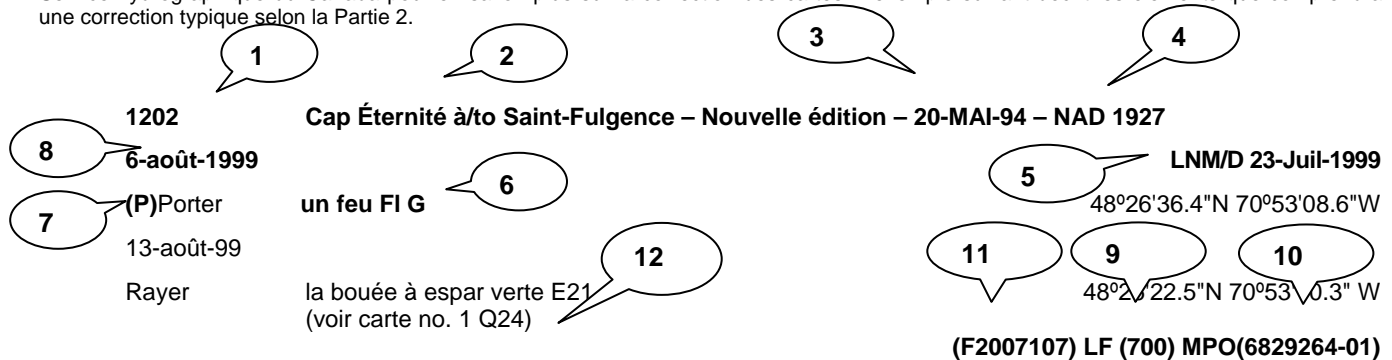 une correction typique selon la Partie 2.
1 2 3 4
1202 Cap Éternité à/to Saint-Fulgence – Nouvelle édition – 20-MAI-94 – NAD 1927
8 6-août-1999 5 LNM/D 23-Juil-1999
7 (P)Porter un feu Fl G 6 48º26'36.4"N 70º53'08.6"W
13-août-99 12 11 9 10
Rayer la bouée à espar verte E21 N W
(voir carte no. 1 Q24)
(F2007107) LF (700) MPO(6829264-01)